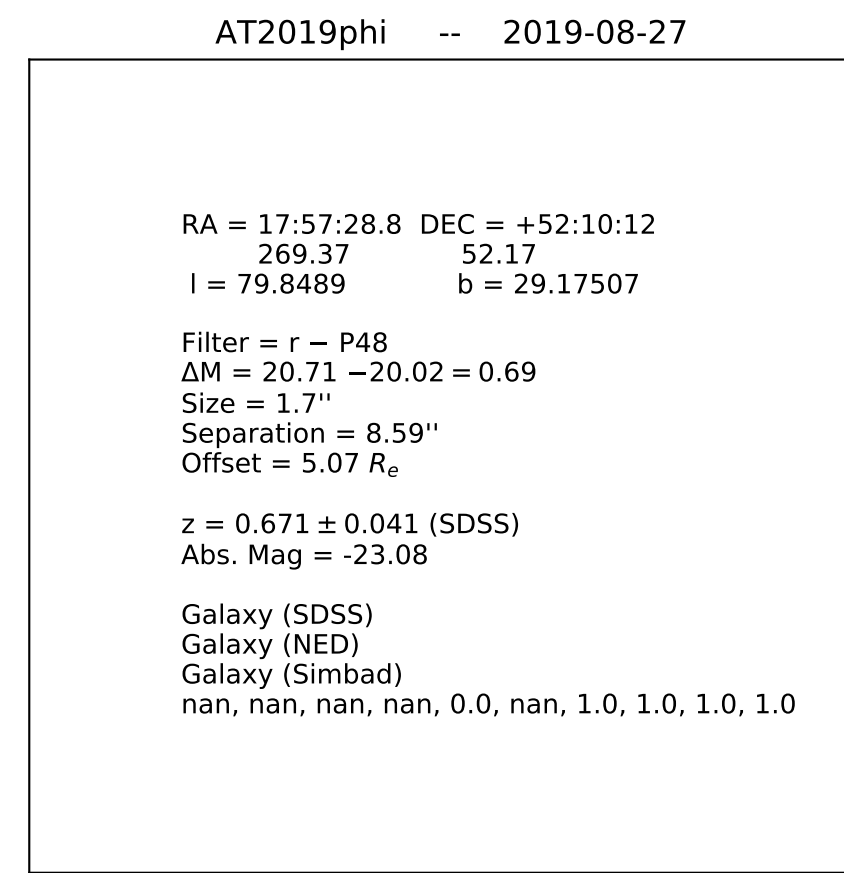 AT2019phi -- 2019-08-27
RA = 17:57:28.8 DEC = +52:10:12
269.37 52.17
l = 79.8489 b = 29.17507
Filter = r − P48
ΔM = 20.71 −20.02 = 0.69
Size = 1.7''
Separation = 8.59''
Offset = 5.07 Rₑ
z = 0.671 ± 0.041 (SDSS)
Abs. Mag = -23.08
Galaxy (SDSS)
Galaxy (NED)
Galaxy (Simbad)
nan, nan, nan, nan, 0.0, nan, 1.0, 1.0, 1.0, 1.0